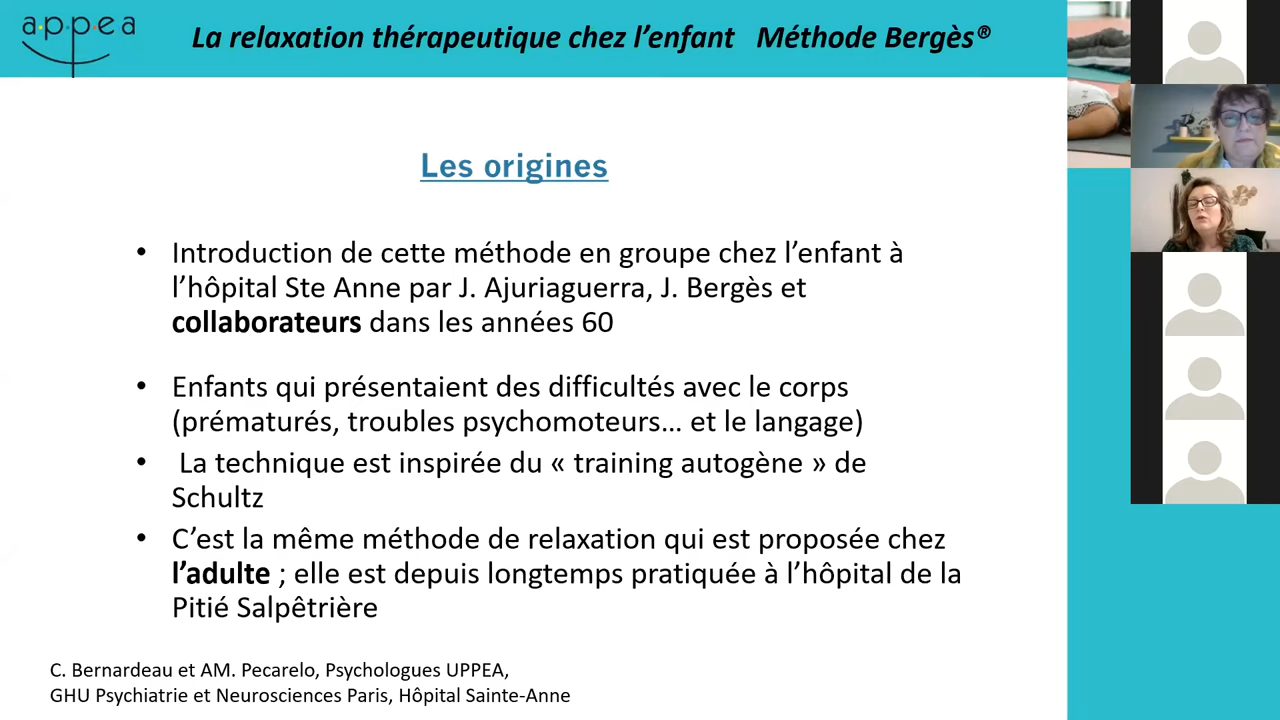 appea
La relaxation thérapeutique chez l’enfant Méthode Bergès®
Les origines
• Introduction de cette méthode en groupe chez l’enfant à
l’hôpital Ste Anne par J. Ajuriaguerra, J. Bergès et
collaborateurs dans les années 60
• Enfants qui présentaient des difficultés avec le corps
(prématurés, troubles psychomoteurs… et le langage)
• La technique est inspirée du « training autogène » de
Schultz
• C’est la même méthode de relaxation qui est proposée chez
l’adulte ; elle est depuis longtemps pratiquée à l’hôpital de la
Pitié Salpêtrière
C. Bernardeau et AM. Pecarelo, Psychologues UPPEA,
GHU Psychiatrie et Neurosciences Paris, Hôpital Sainte-Anne